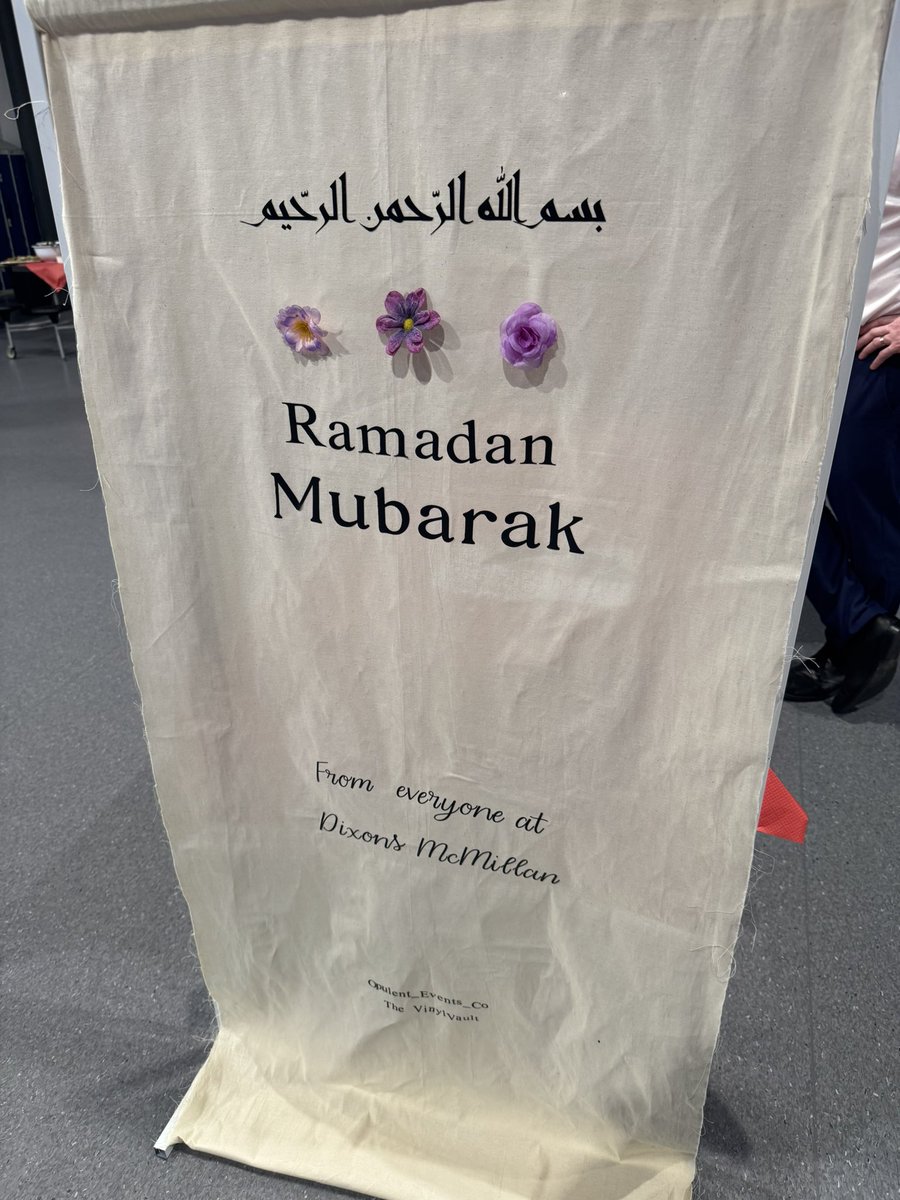 بسم الله الرّحمن الرّحيم
Ramadan
Mubarak
From everyone at
Dixons McMillan
Opulent_Events_Co
The VinylVault